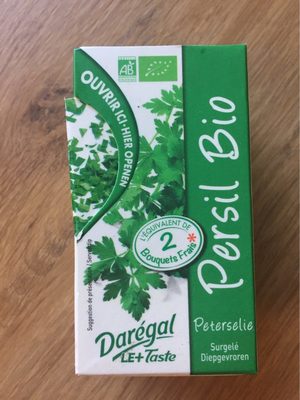 AB
OUVRIR ICI • HIER OPENEN
L'ÉQUIVALENT DE
2
Bouquets Frais*
Persil Bio
Peterselie
Surgelé
Diepgevroren
Darégal
LE+Taste